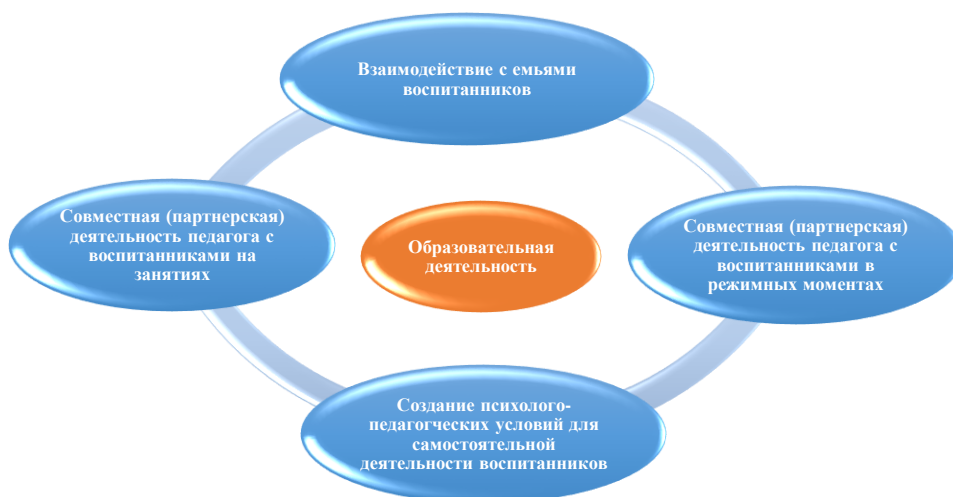 Взаимодействие с емьями
воспитанников
Совместная (партнерская)
деятельность педагога с
воспитанниками на
занятиях
Образовательная
деятельность
Совместная (партнерская)
деятельность педагога с
воспитанниками в
режимных моментах
Создание психолого-
педагогческих условий для
самостоятельной
деятельности воспитанников